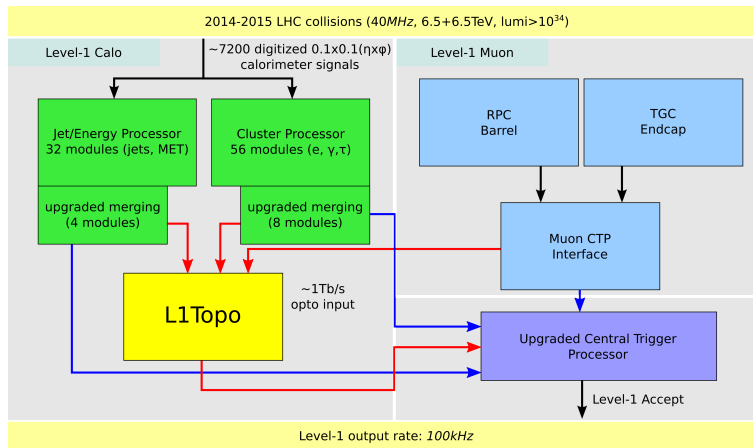 2014-2015 LHC collisions (40MHz, 6.5+6.5TeV, lumi>10³⁴)
Level-1 Calo
~7200 digitized 0.1x0.1(ηxφ)
calorimeter signals
Level-1 Muon
Jet/Energy Processor
32 modules (jets, MET)
Cluster Processor
56 modules (e, γ,τ)
RPC
Barrel
TGC
Endcap
upgraded merging
(4 modules)
upgraded merging
(8 modules)
Muon CTP
Interface
L1Topo
~1Tb/s
opto input
Upgraded Central Trigger
Processor
Level-1 Accept
Level-1 output rate: 100kHz